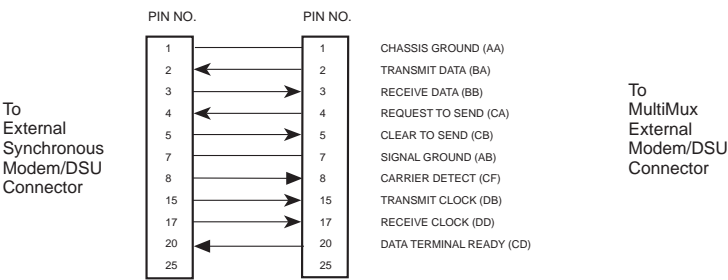 PIN NO. PIN NO.
1 1 CHASSIS GROUND (AA)
2 2 TRANSMIT DATA (BA)
3 3 RECEIVE DATA (BB)
4 4 REQUEST TO SEND (CA)
5 5 CLEAR TO SEND (CB)
7 7 SIGNAL GROUND (AB)
8 8 CARRIER DETECT (CF)
15 15 TRANSMIT CLOCK (DB)
17 17 RECEIVE CLOCK (DD)
20 20 DATA TERMINAL READY (CD)
25 25
To
External
Synchronous
Modem/DSU
Connector
To
MultiMux
External
Modem/DSU
Connector